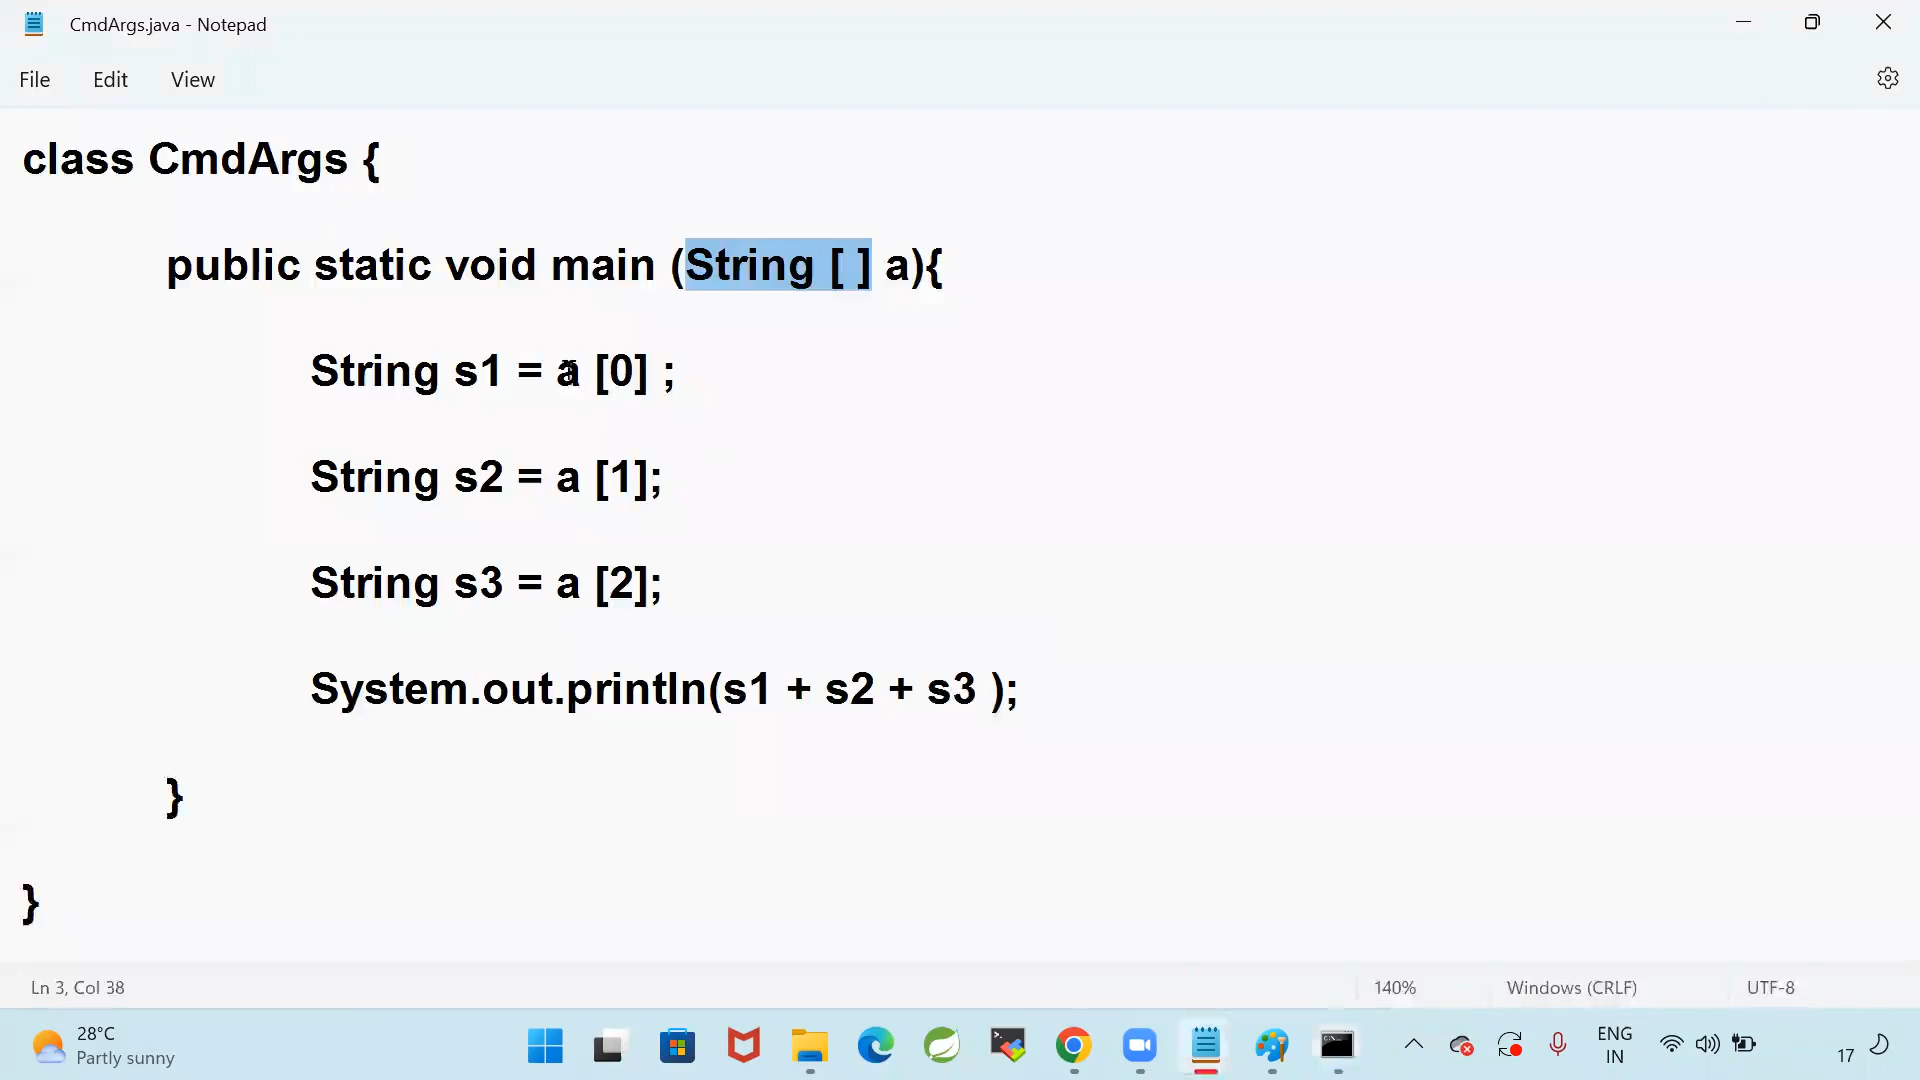 CmdArgs.java - Notepad
File Edit View
class CmdArgs {
public static void main (String [ ] a){
String s1 = a [0] ;
String s2 = a [1];
String s3 = a [2];
System.out.println(s1 + s2 + s3 );
}
}
Ln 3, Col 38 140% Windows (CRLF) UTF-8
28°C
Partly sunny
ENG
IN
17